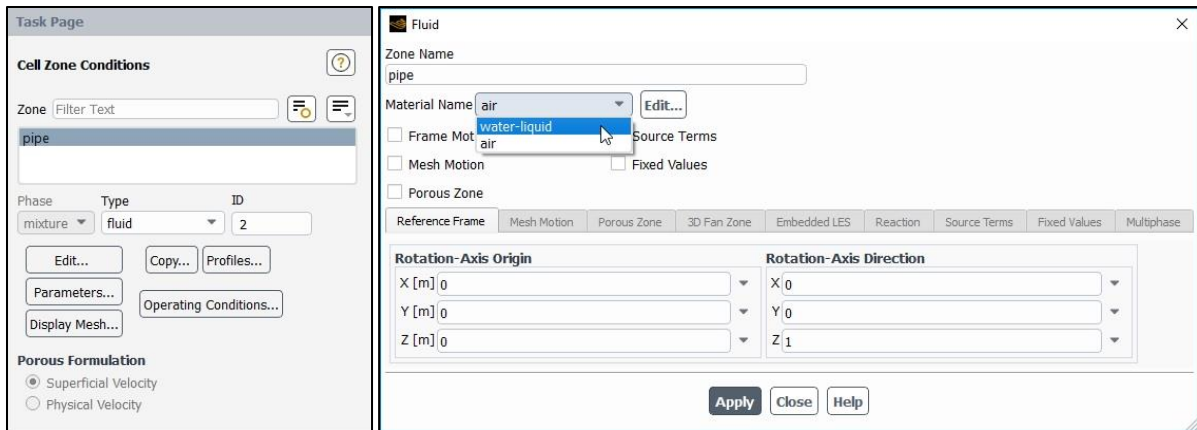 Task Page
Cell Zone Conditions
?
Zone Filter Text
pipe
Phase Type ID
mixture fluid 2
Edit... Copy... Profiles...
Parameters...
Operating Conditions...
Display Mesh...
Porous Formulation
Superficial Velocity
Physical Velocity
Fluid
Zone Name
pipe
Material Name air Edit...
water-liquid
air
Frame Mot Source Terms
Mesh Motion Fixed Values
Porous Zone
Reference Frame Mesh Motion Porous Zone 3D Fan Zone Embedded LES Reaction Source Terms Fixed Values Multiphase
Rotation-Axis Origin Rotation-Axis Direction
X [m] 0 X 0
Y [m] 0 Y 0
Z [m] 0 Z 1
Apply Close Help